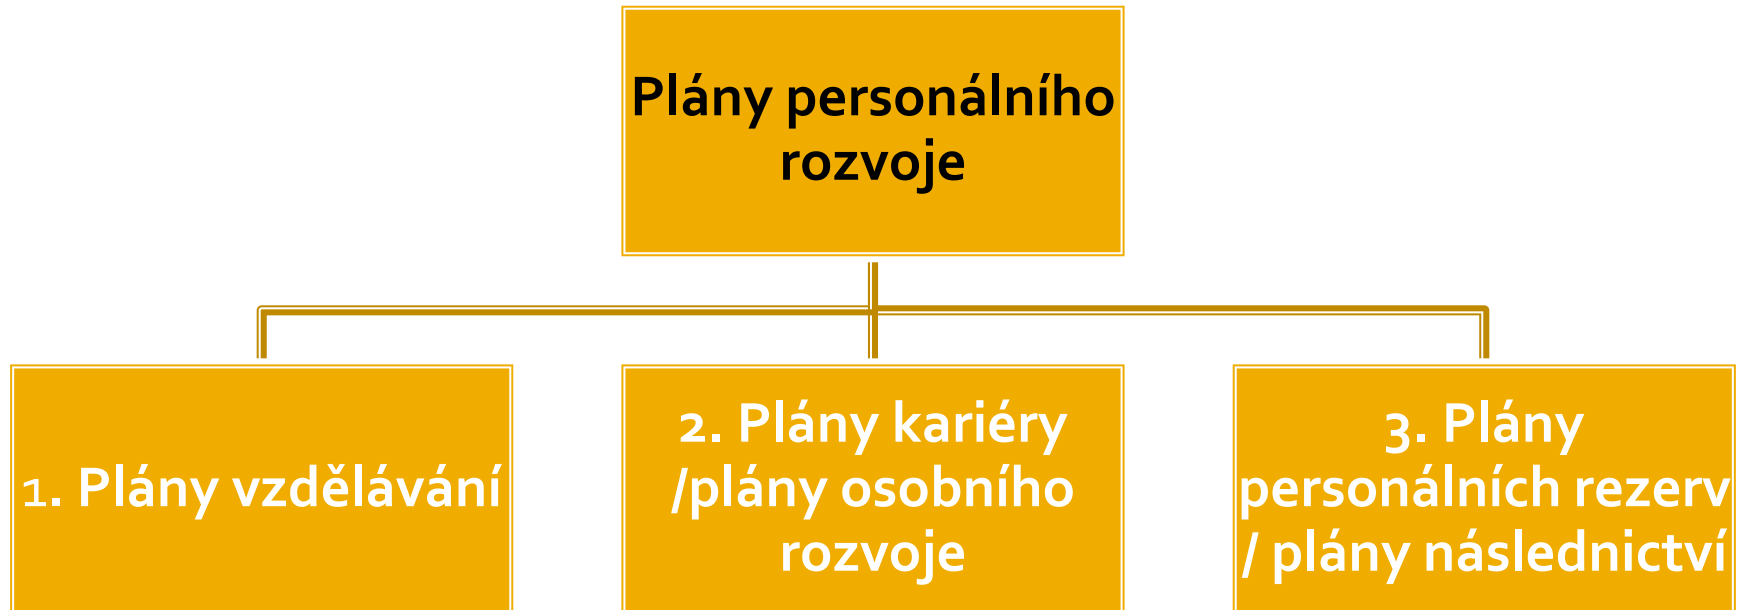 Plány personálního
rozvoje
1. Plány vzdělávání
2. Plány kariéry
/plány osobního
rozvoje
3. Plány
personálních rezerv
/ plány následnictví